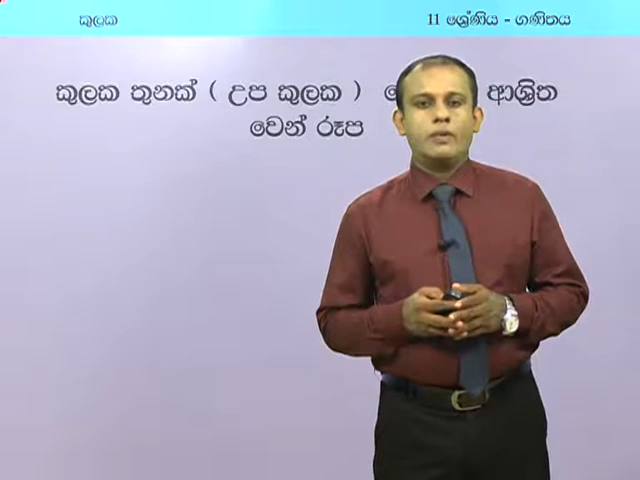 කුලක
11 ශ්‍රේණිය - ගණිතය
කුලක තුනක් ( උප කුලක ) ආශ්‍රිත
වෙන් රූප